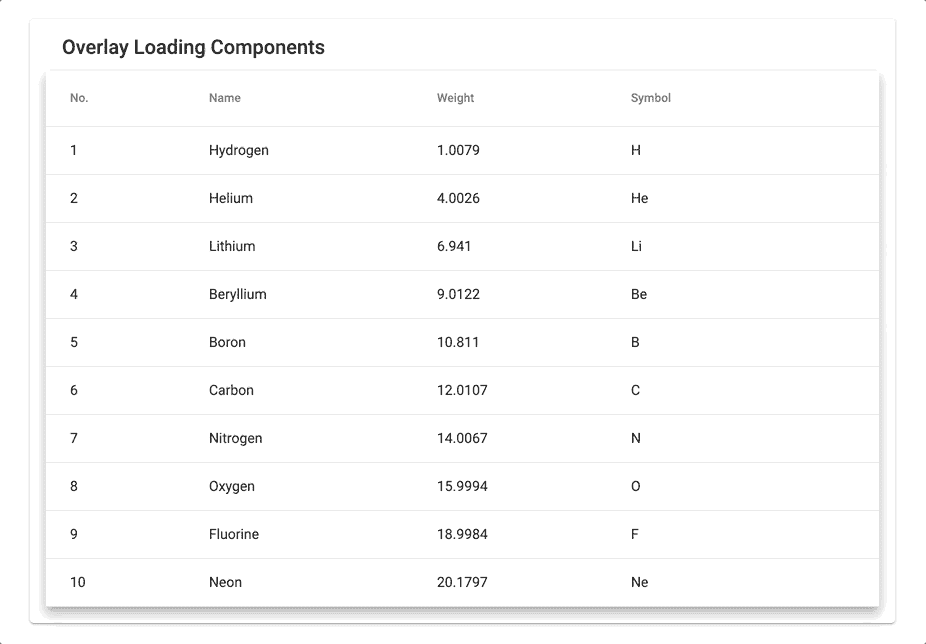 Overlay Loading Components
No. Name Weight Symbol
1 Hydrogen 1.0079 H
2 Helium 4.0026 He
3 Lithium 6.941 Li
4 Beryllium 9.0122 Be
5 Boron 10.811 B
6 Carbon 12.0107 C
7 Nitrogen 14.0067 N
8 Oxygen 15.9994 O
9 Fluorine 18.9984 F
10 Neon 20.1797 Ne